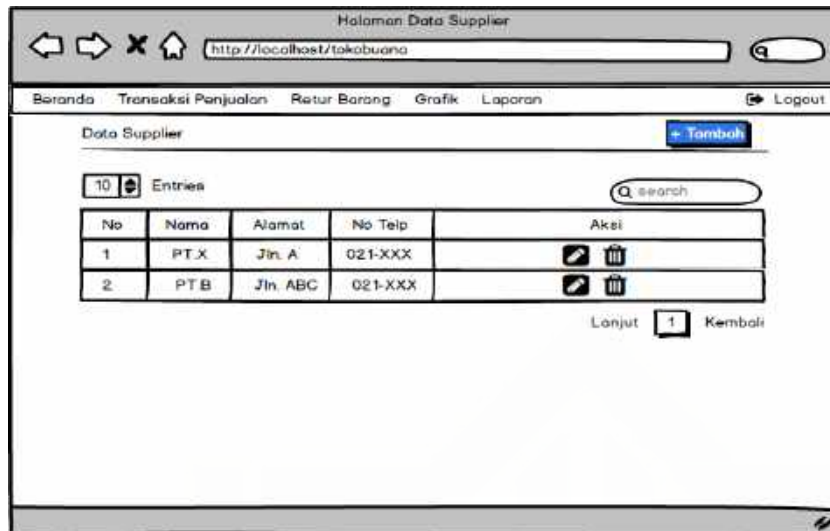 Halaman Data Supplier
http://localhost/tokobuana
Beranda Transaksi Penjualan Retur Barang Grafik Laporan Logout
Data Supplier + Tambah
10 Entries search
No Nama Alamat No Telp Aksi
1 PT.X Jln. A 021-XXX
2 PT.B Jln. ABC 021-XXX
Lanjut 1 Kembali